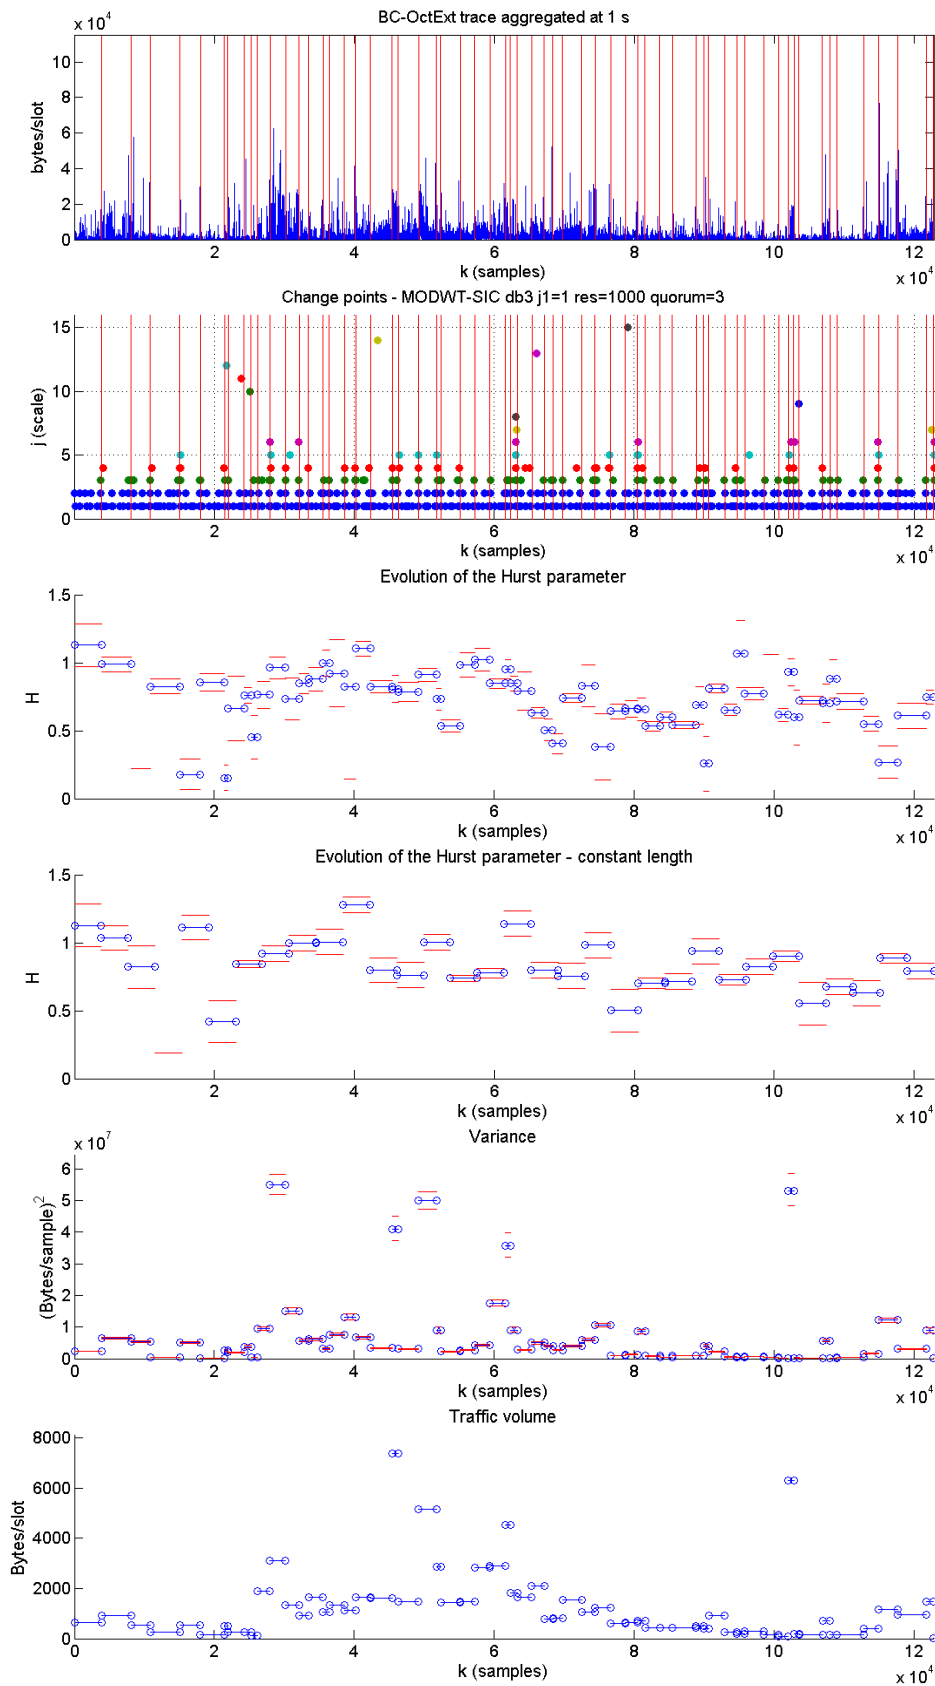 BC-OctExt trace aggregated at 1 s
x 10^4
10
8
6
4
2
0
bytes/slot
2 4 6 8 10 12
k (samples)
x 10^4
Change points - MODWT-SIC db3 j1=1 res=1000 quorum=3
15
10
5
0
j (scale)
2 4 6 8 10 12
k (samples)
x 10^4
Evolution of the Hurst parameter
1.5
1
0.5
0
H
2 4 6 8 10 12
k (samples)
x 10^4
Evolution of the Hurst parameter - constant length
1.5
1
0.5
0
H
2 4 6 8 10 12
k (samples)
x 10^4
Variance
x 10^7
6
5
4
3
2
1
0
(Bytes/sample)^2
0 2 4 6 8 10 12
k (samples)
x 10^4
Traffic volume
8000
6000
4000
2000
0
Bytes/slot
0 2 4 6 8 10 12
k (samples)
x 10^4